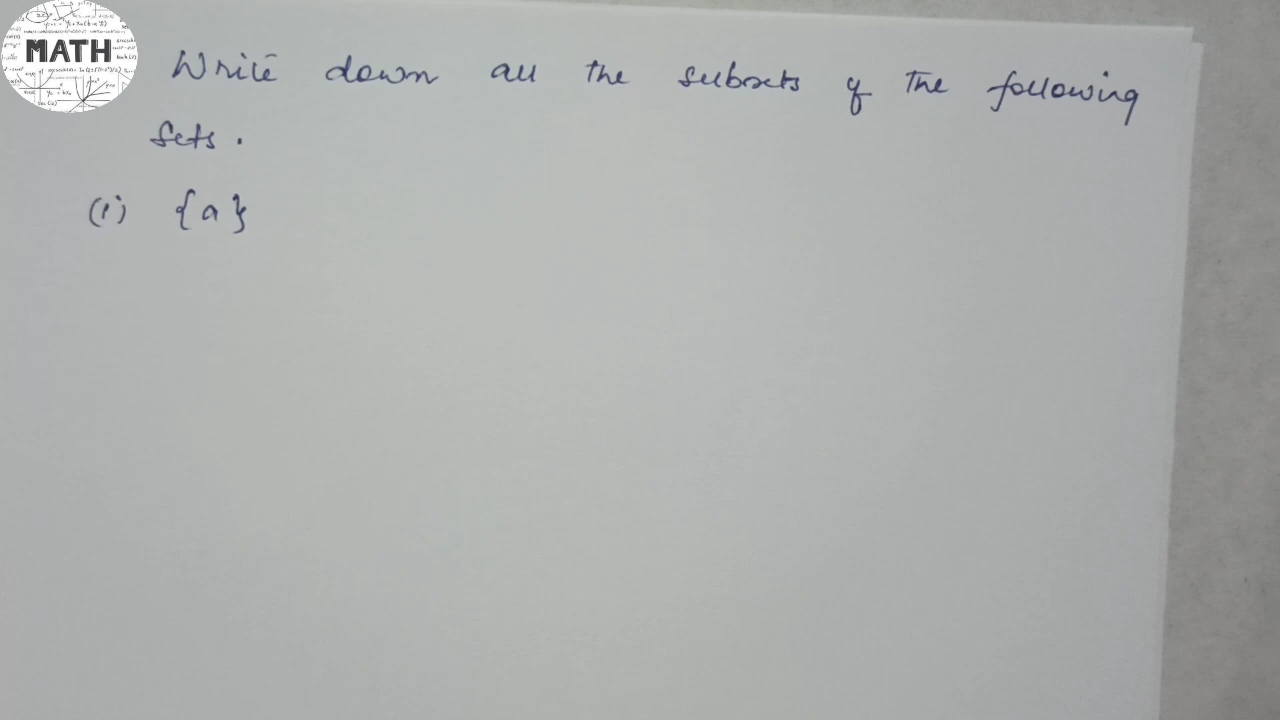 MATH
Write down all the subsets of the following
sets.
(i) {a}